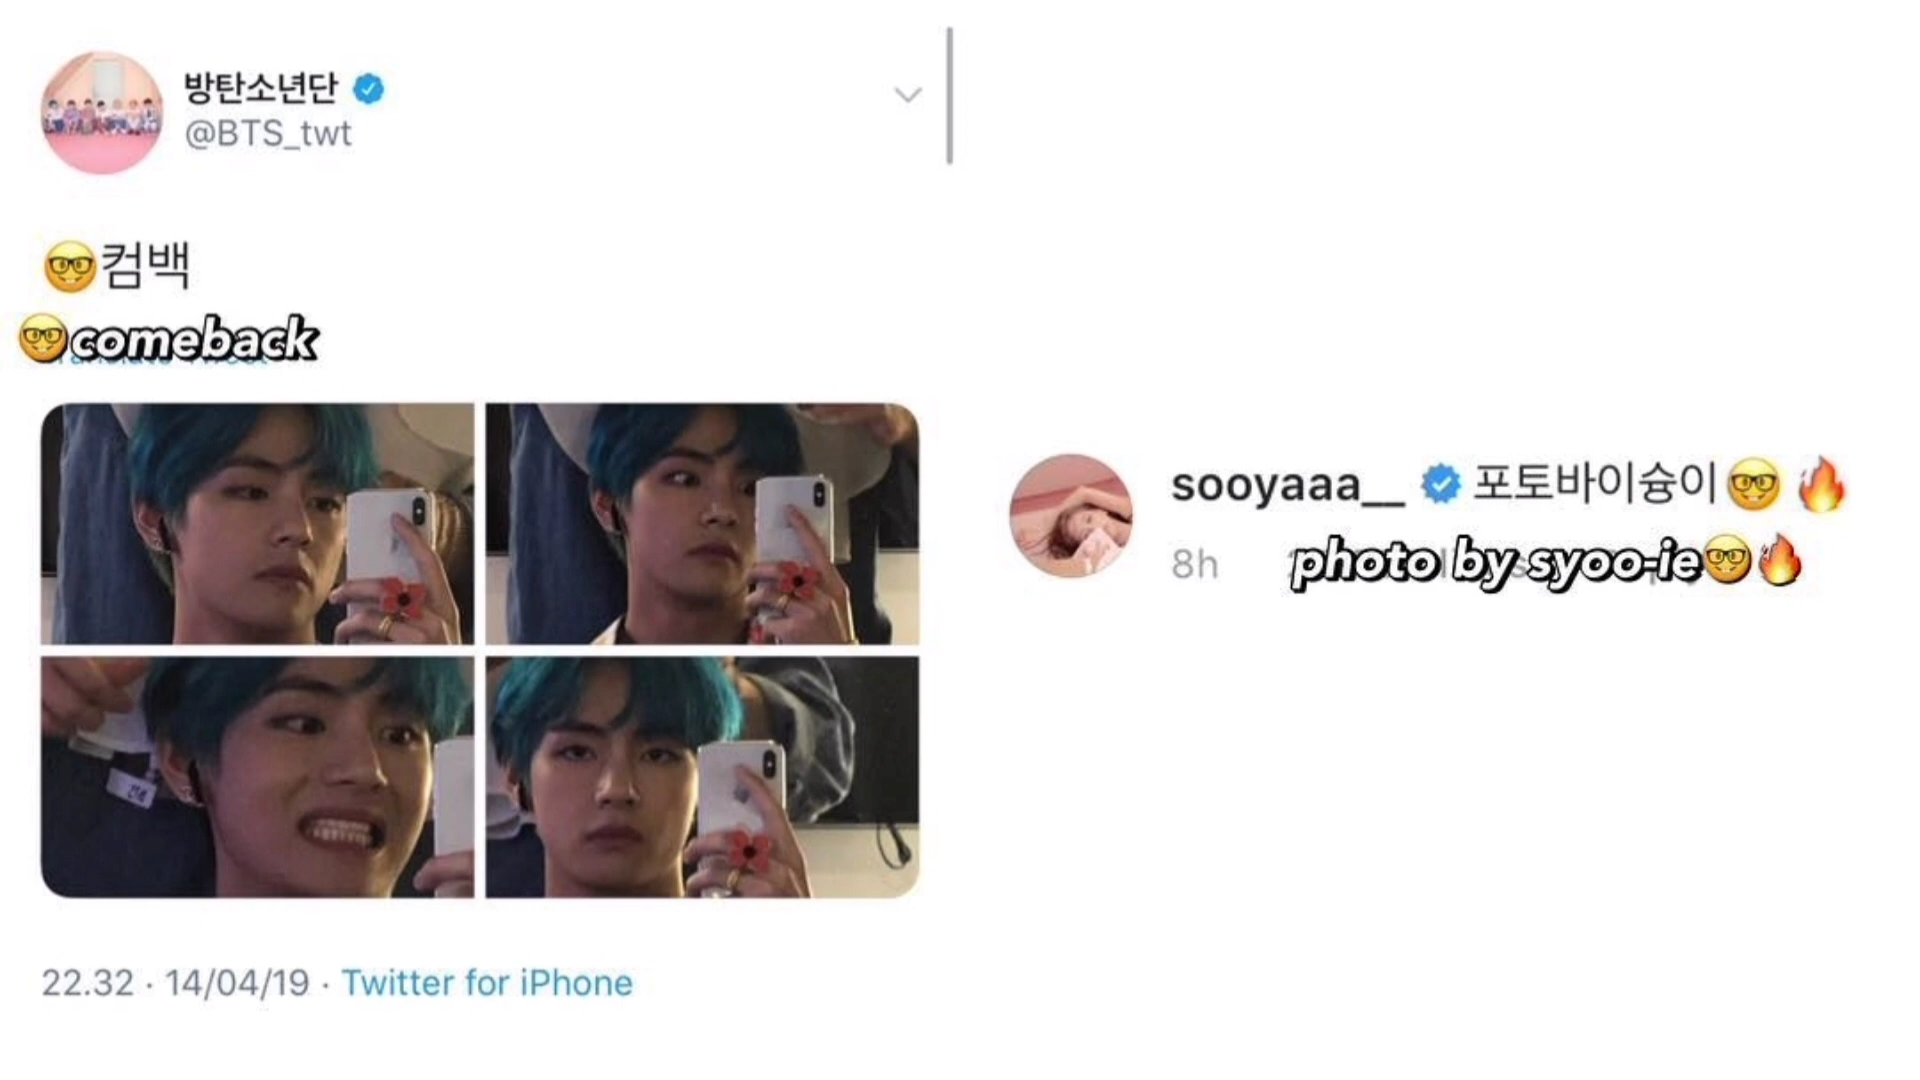 방탄소년단
@BTS_twt
🤓컴백
🤓comeback
22.32 · 14/04/19 · Twitter for iPhone
sooyaaa__ 포토바이슝이🤓🔥
8h
photo by syoo-ie🤓🔥